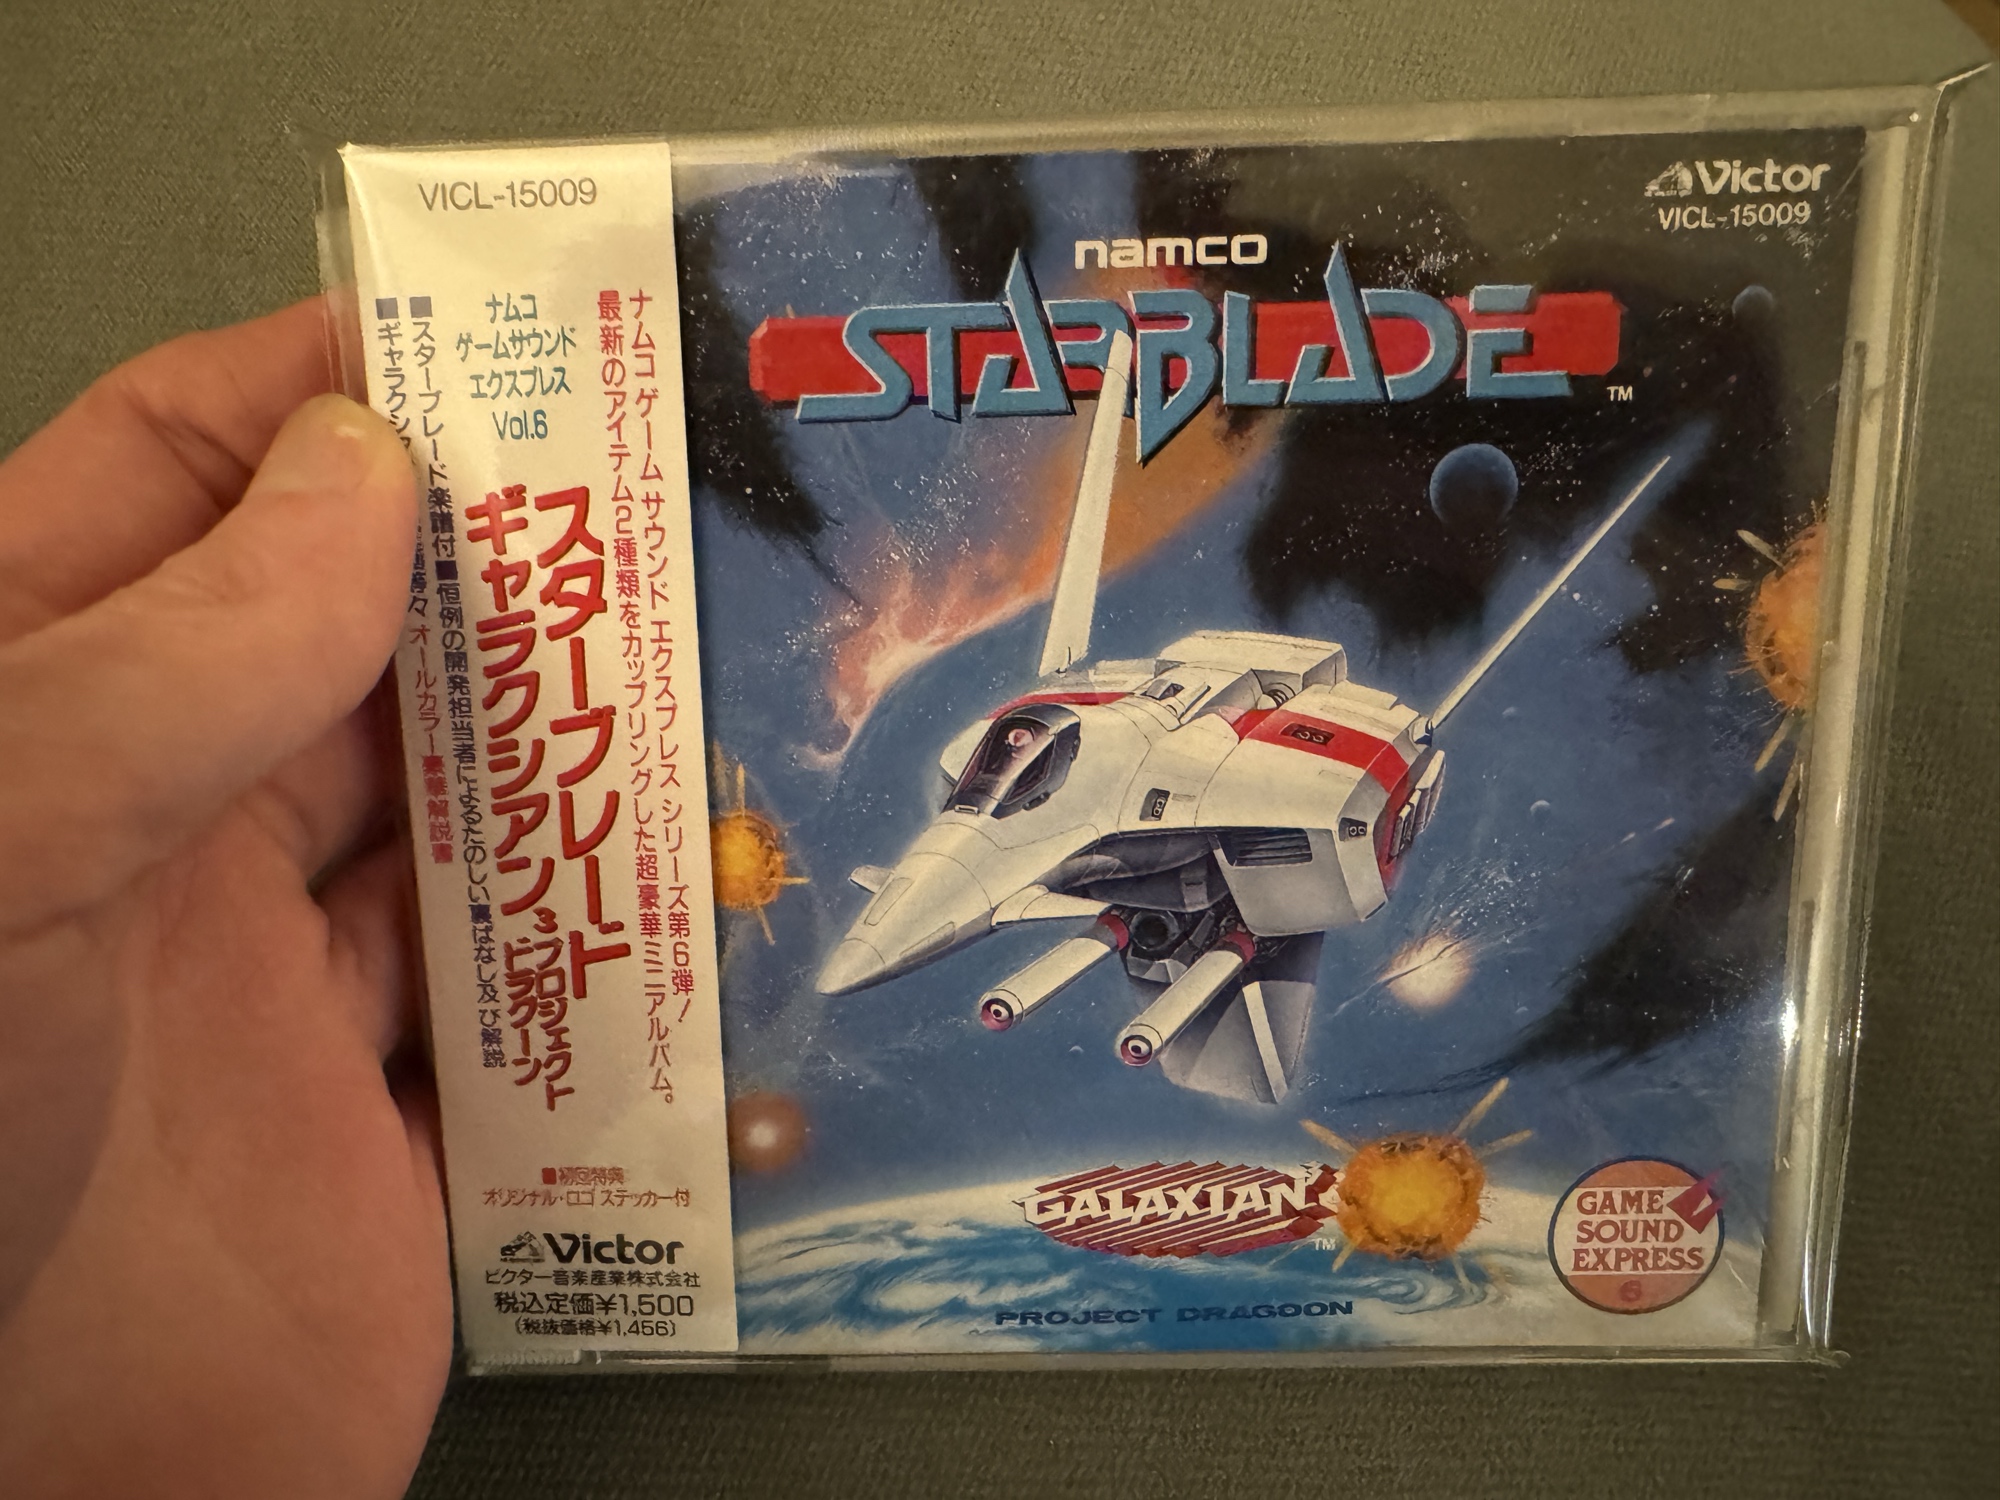 VICL-15009
ナムコ
ゲームサウンド
エクスプレス
Vol.6
ナムコ ゲーム サウンド エクスプレス シリーズ第6弾!
最新のアイテム2種類をカップリングした超豪華ミニアルバム。
スターブレード
ギャラクシアン3
プロジェクト
ドラグーン
■スターブレード楽譜付■恒例の開発担当者によるたのしい裏ばなし及び解説
■ギャラクシア 等々 オールカラー豪華解説書
■初回特典
オリジナル・ロゴ ステッカー付
Victor
ビクター音楽産業株式会社
税込定価¥1,500
(税抜価格¥1,456)
Victor
VICL-15009
namco
STARBLADE
TM
GALAXIAN3
TM
PROJECT DRAGOON
GAME
SOUND
EXPRESS
6